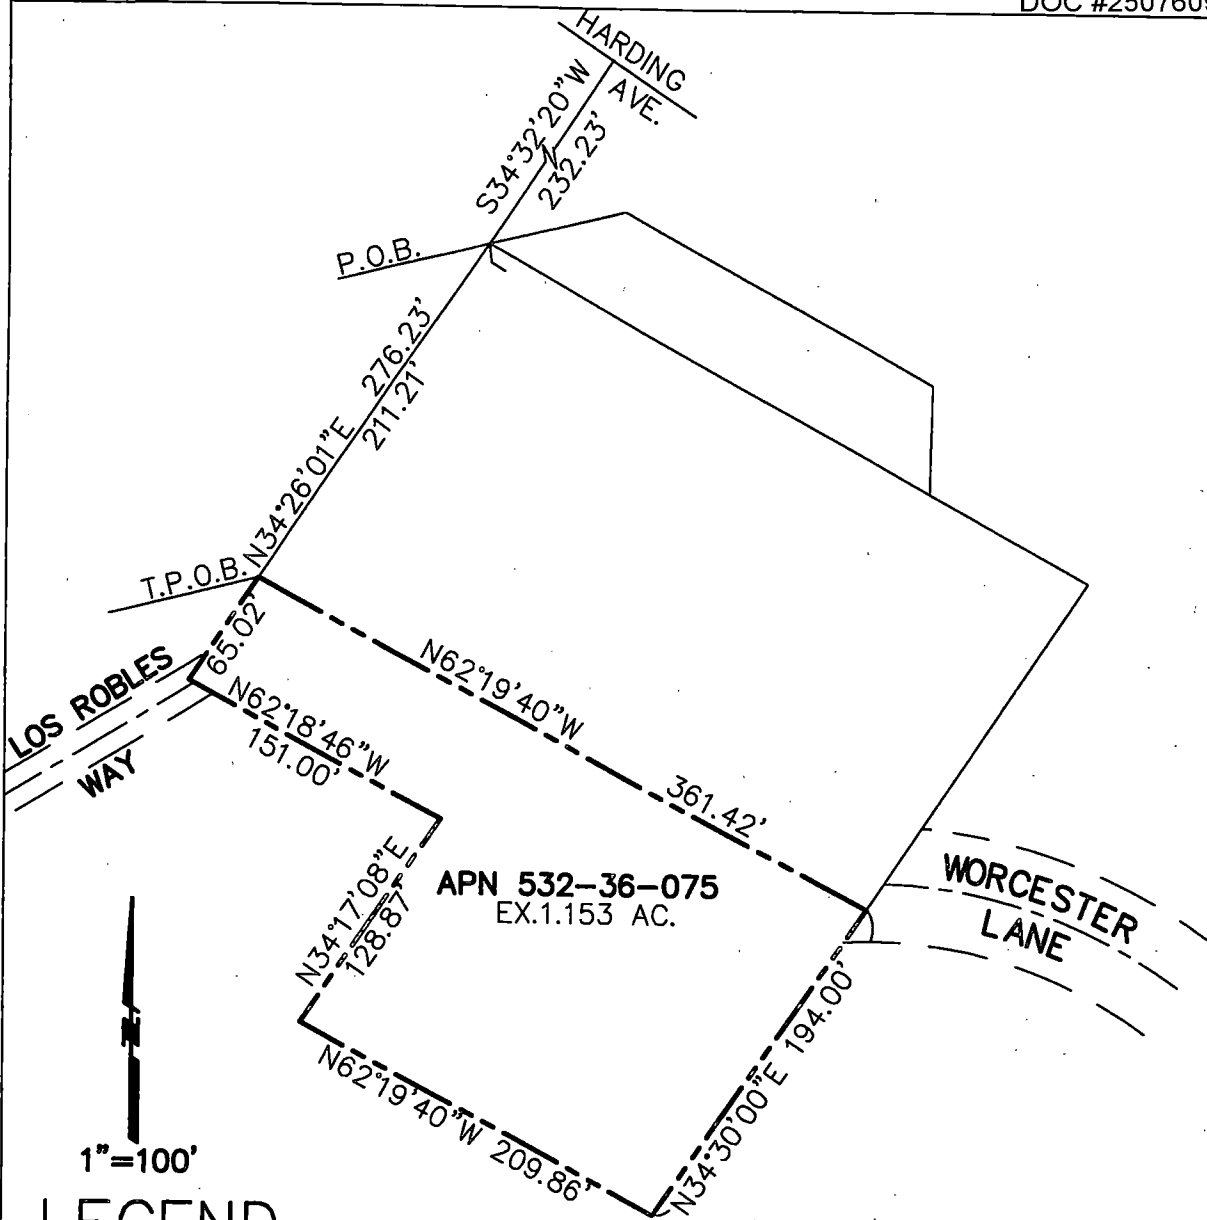 DOC #2507609
HARDING
AVE.
S34°32'20"W
232.23'
P.O.B.
276.23'
211.21'
N34°26'01"E
T.P.O.B.
65.02'
LOS ROBLES
WAY
N62°18'46"W
151.00'
N62°19'40"W
361.42'
N34°17'08"E
128.87'
APN 532-36-075
EX.1.153 AC.
WORCESTER
LANE
N34°30'00"E 194.00'
N62°19'40"W 209.86'
N
1"=100'
LEGEND